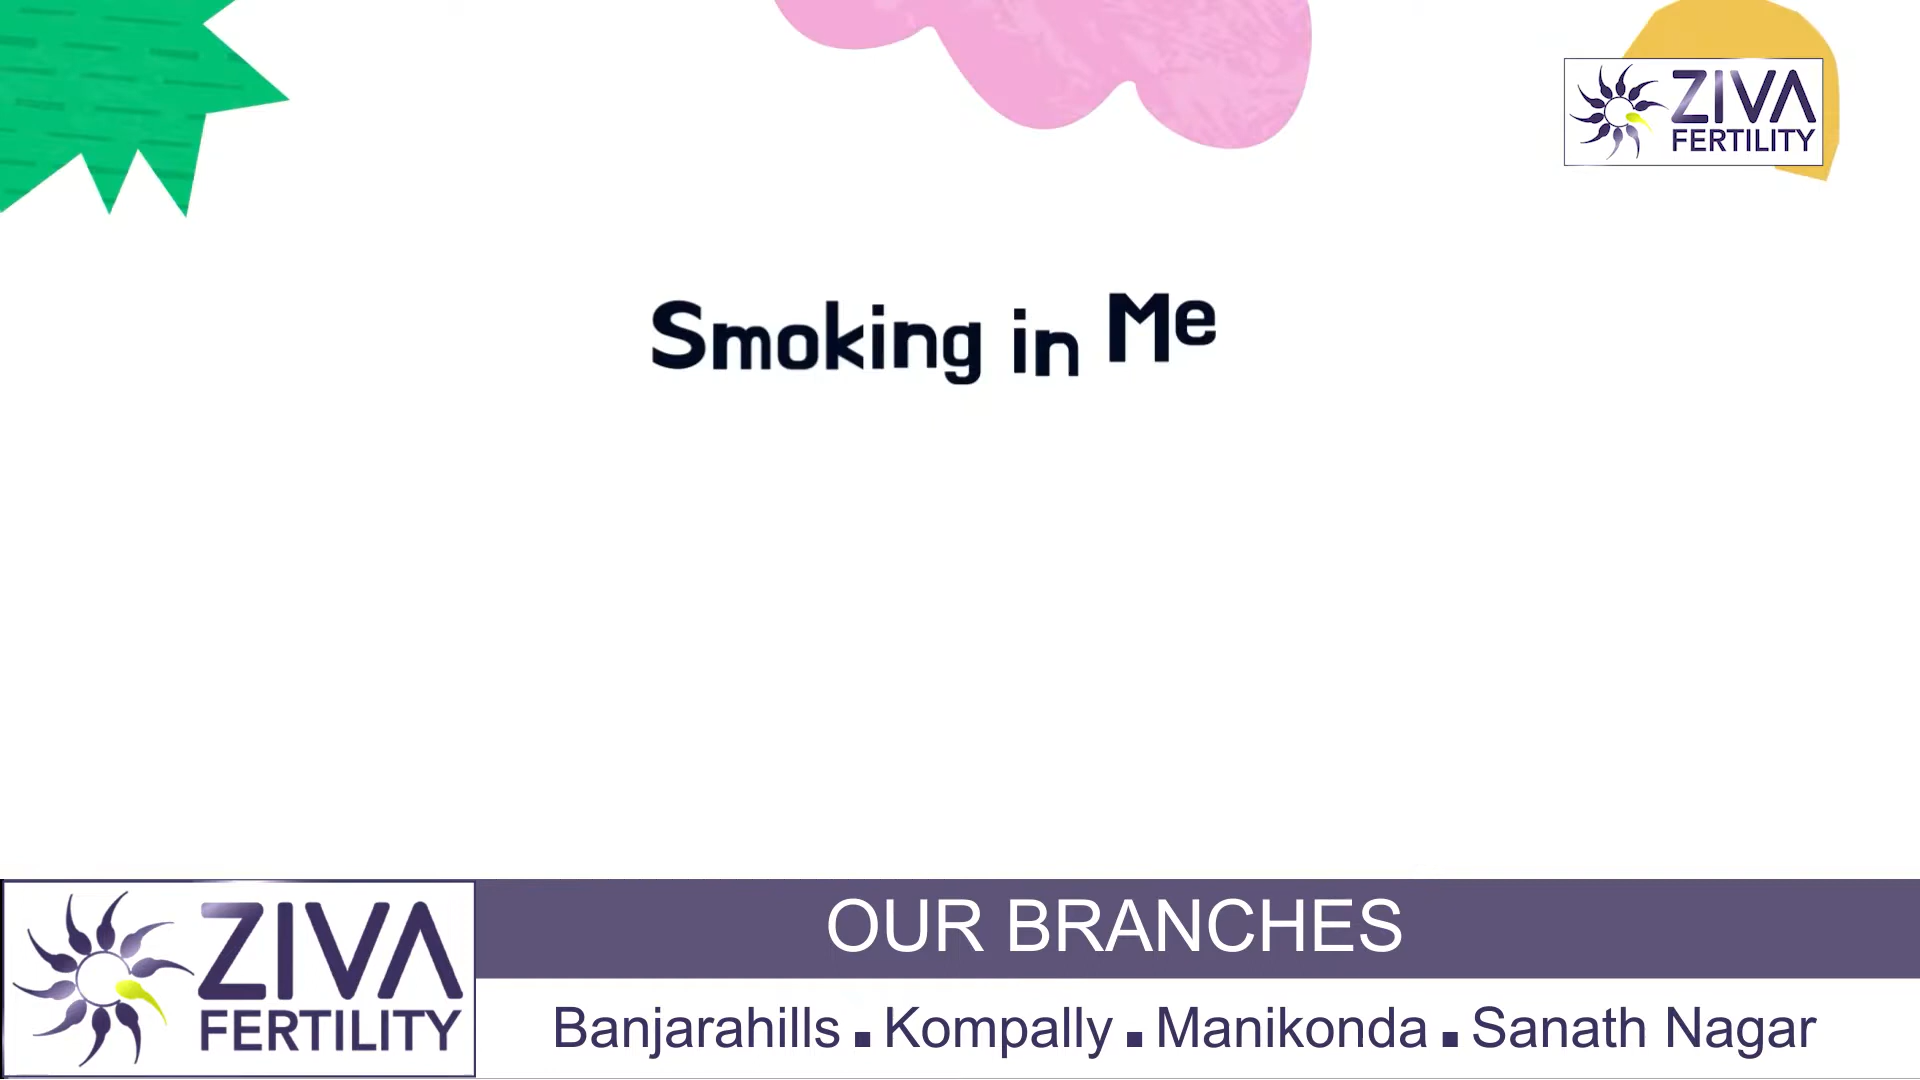 ZIVA
FERTILITY
Smoking in Me
ZIVA
FERTILITY
OUR BRANCHES
Banjarahills ▪ Kompally ▪ Manikonda ▪ Sanath Nagar